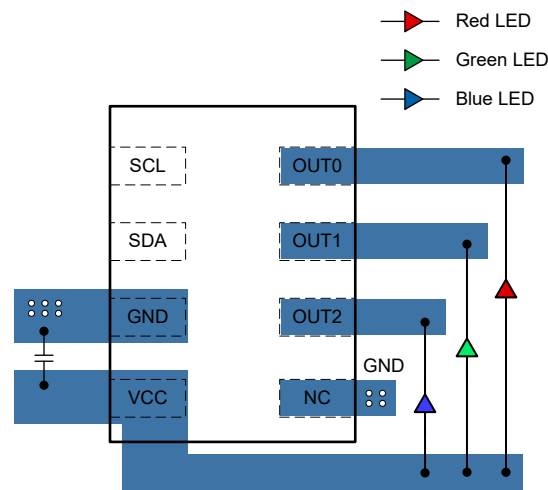 Red LED
Green LED
Blue LED
SCL
OUT0
SDA
OUT1
GND
OUT2
GND
VCC
NC